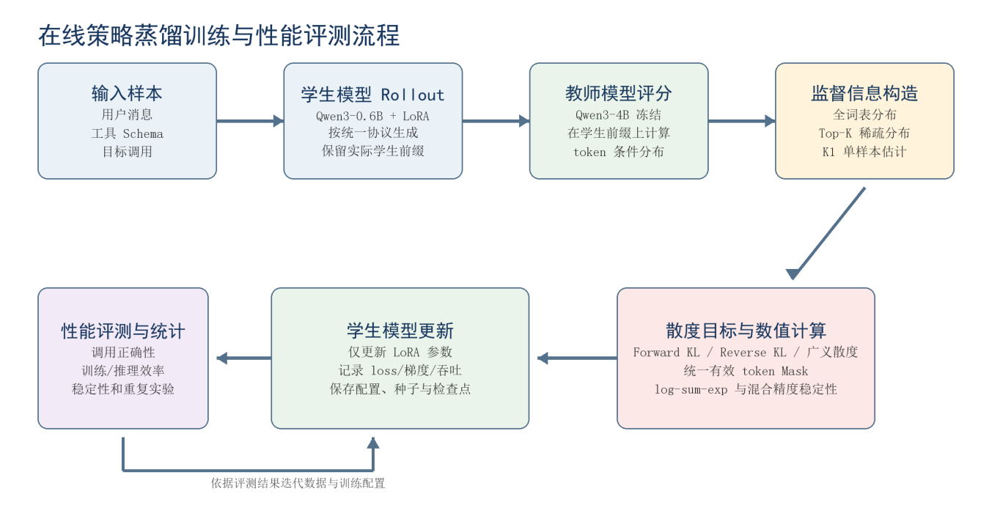 在线策略蒸馏训练与性能评测流程
输入样本
用户消息
工具 Schema
目标调用
学生模型 Rollout
Qwen3-0.6B + LoRA
按统一协议生成
保留实际学生前缀
教师模型评分
Qwen3-4B 冻结
在学生前缀上计算
token 条件分布
监督信息构造
全词表分布
Top-K 稀疏分布
K1 单样本估计
性能评测与统计
调用正确性
训练/推理效率
稳定性和重复实验
学生模型更新
仅更新 LoRA 参数
记录 loss/梯度/吞吐
保存配置、种子与检查点
散度目标与数值计算
Forward KL / Reverse KL / 广义散度
统一有效 token Mask
log-sum-exp 与混合精度稳定性
依据评测结果迭代数据与训练配置